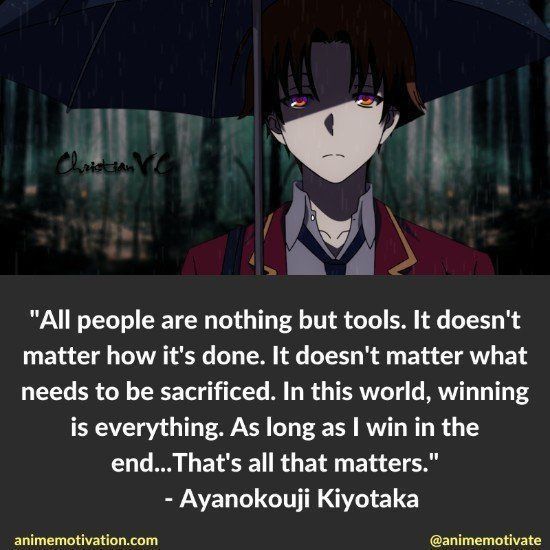 Christian V.C
"All people are nothing but tools. It doesn't
matter how it's done. It doesn't matter what
needs to be sacrificed. In this world, winning
is everything. As long as I win in the
end...That's all that matters."
- Ayanokouji Kiyotaka
animemotivation.com
@animemotivate